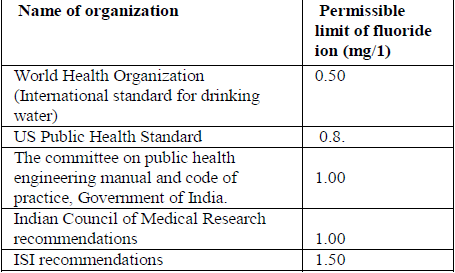 Name of organization
Permissible
limit of fluoride
ion (mg/1)
World Health Organization
(International standard for drinking
water)
0.50
US Public Health Standard
0.8.
The committee on public health
engineering manual and code of
practice, Government of India.
1.00
Indian Council of Medical Research
recommendations
1.00
ISI recommendations
1.50